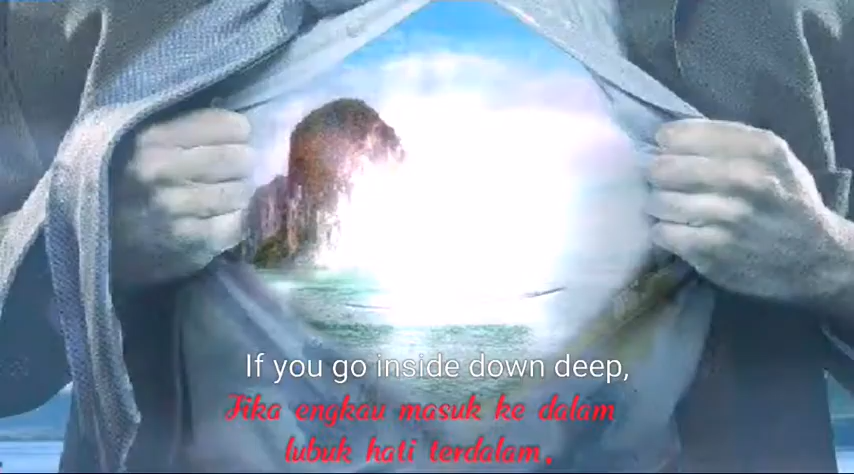 If you go inside down deep,
Jika engkau masuk ke dalam
lubuk hati terdalam,